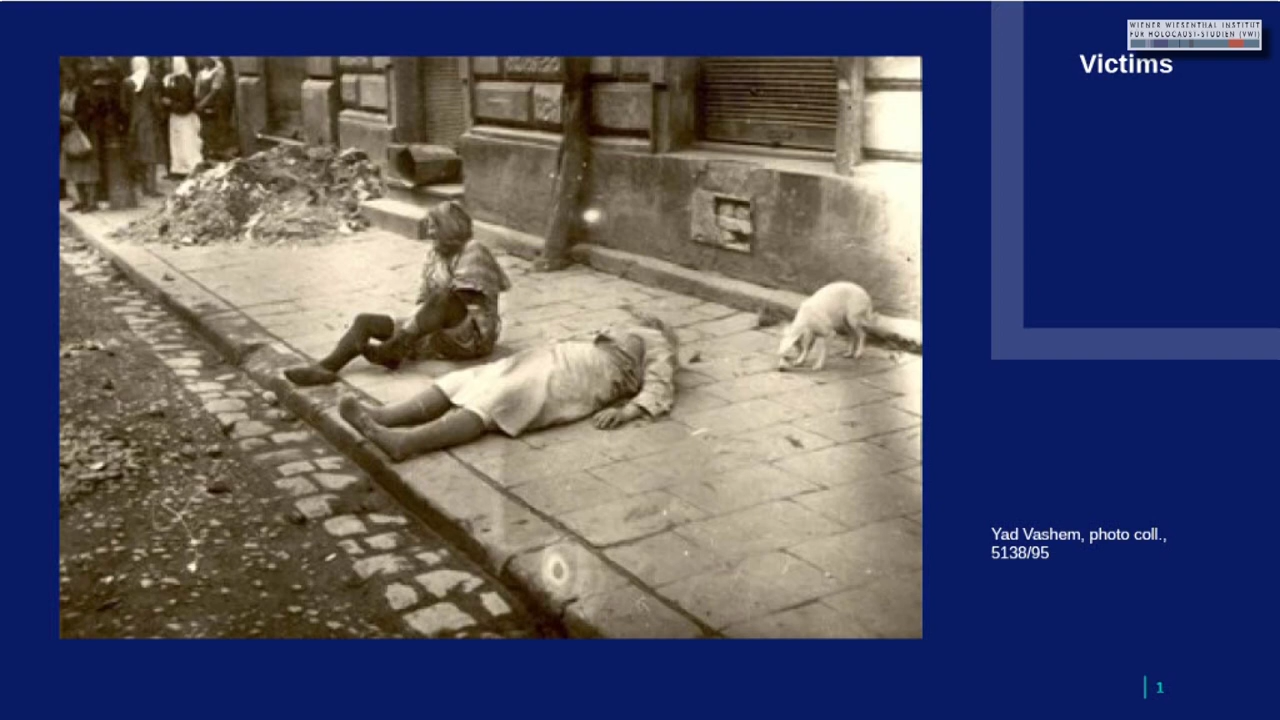 WIENER WIESENTHAL INSTITUT
FÜR HOLOCAUST-STUDIEN (VWI)
Victims
Yad Vashem, photo coll.,
5138/95
1